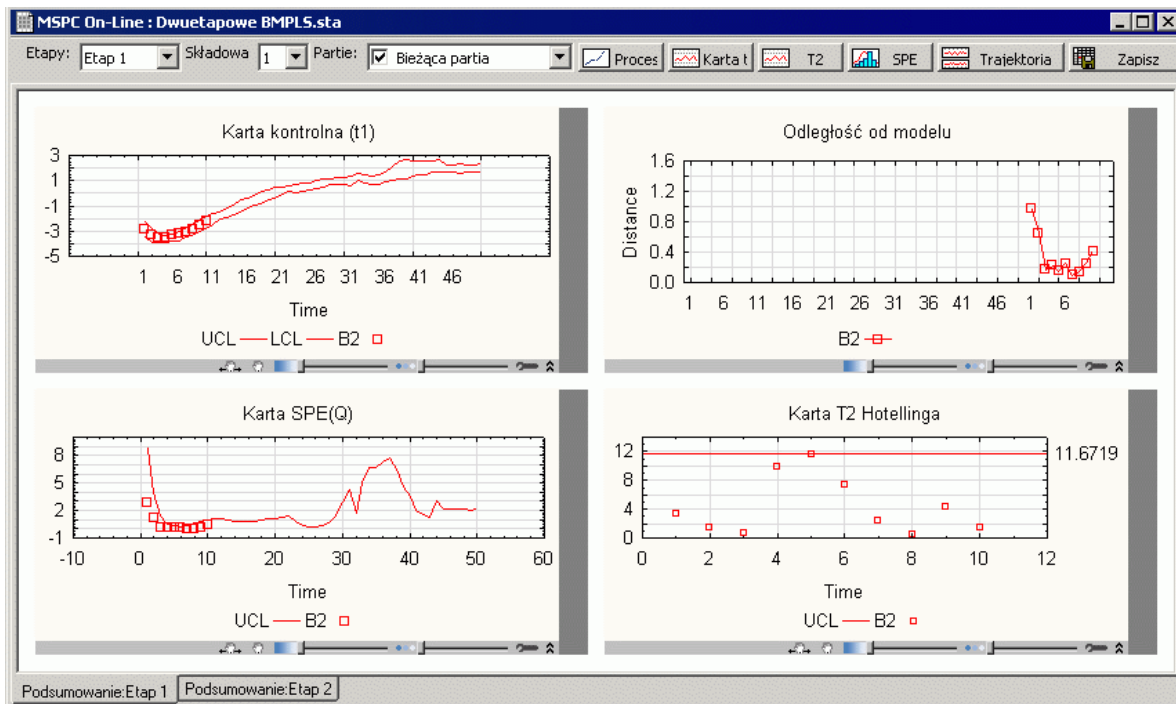 MSPC On-Line : Dwuetapowe BMPLS.sta
Etapy: Etap 1 Składowa 1 Partie: Bieżąca partia Proces Karta t T2 SPE Trajektoria Zapisz
Karta kontrolna (t1)
3
1
-1
-3
-5
1 6 11 16 21 26 31 36 41 46
Time
UCL LCL B2
Odległość od modelu
Distance
1.6
1.2
0.8
0.4
0.0
1 6 11 16 21 26 31 36 41 46 1 6
B2
Karta SPE(Q)
8
5
2
-1
-10 0 10 20 30 40 50 60
Time
UCL B2
Karta T2 Hotellinga
12
8
4
0
11.6719
0 2 4 6 8 10 12
Time
UCL B2
Podsumowanie:Etap 1 Podsumowanie:Etap 2